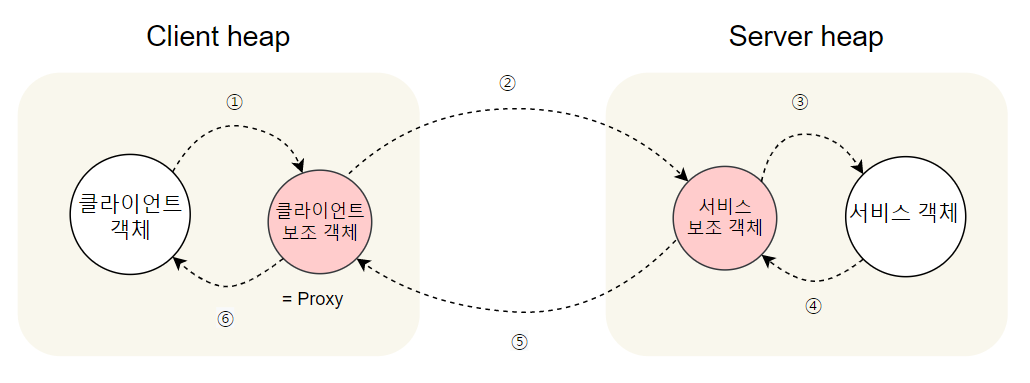 Client heap
Server heap
①
②
③
클라이언트
객체
클라이언트
보조 객체
서비스
보조 객체
서비스 객체
= Proxy
⑥
⑤
④